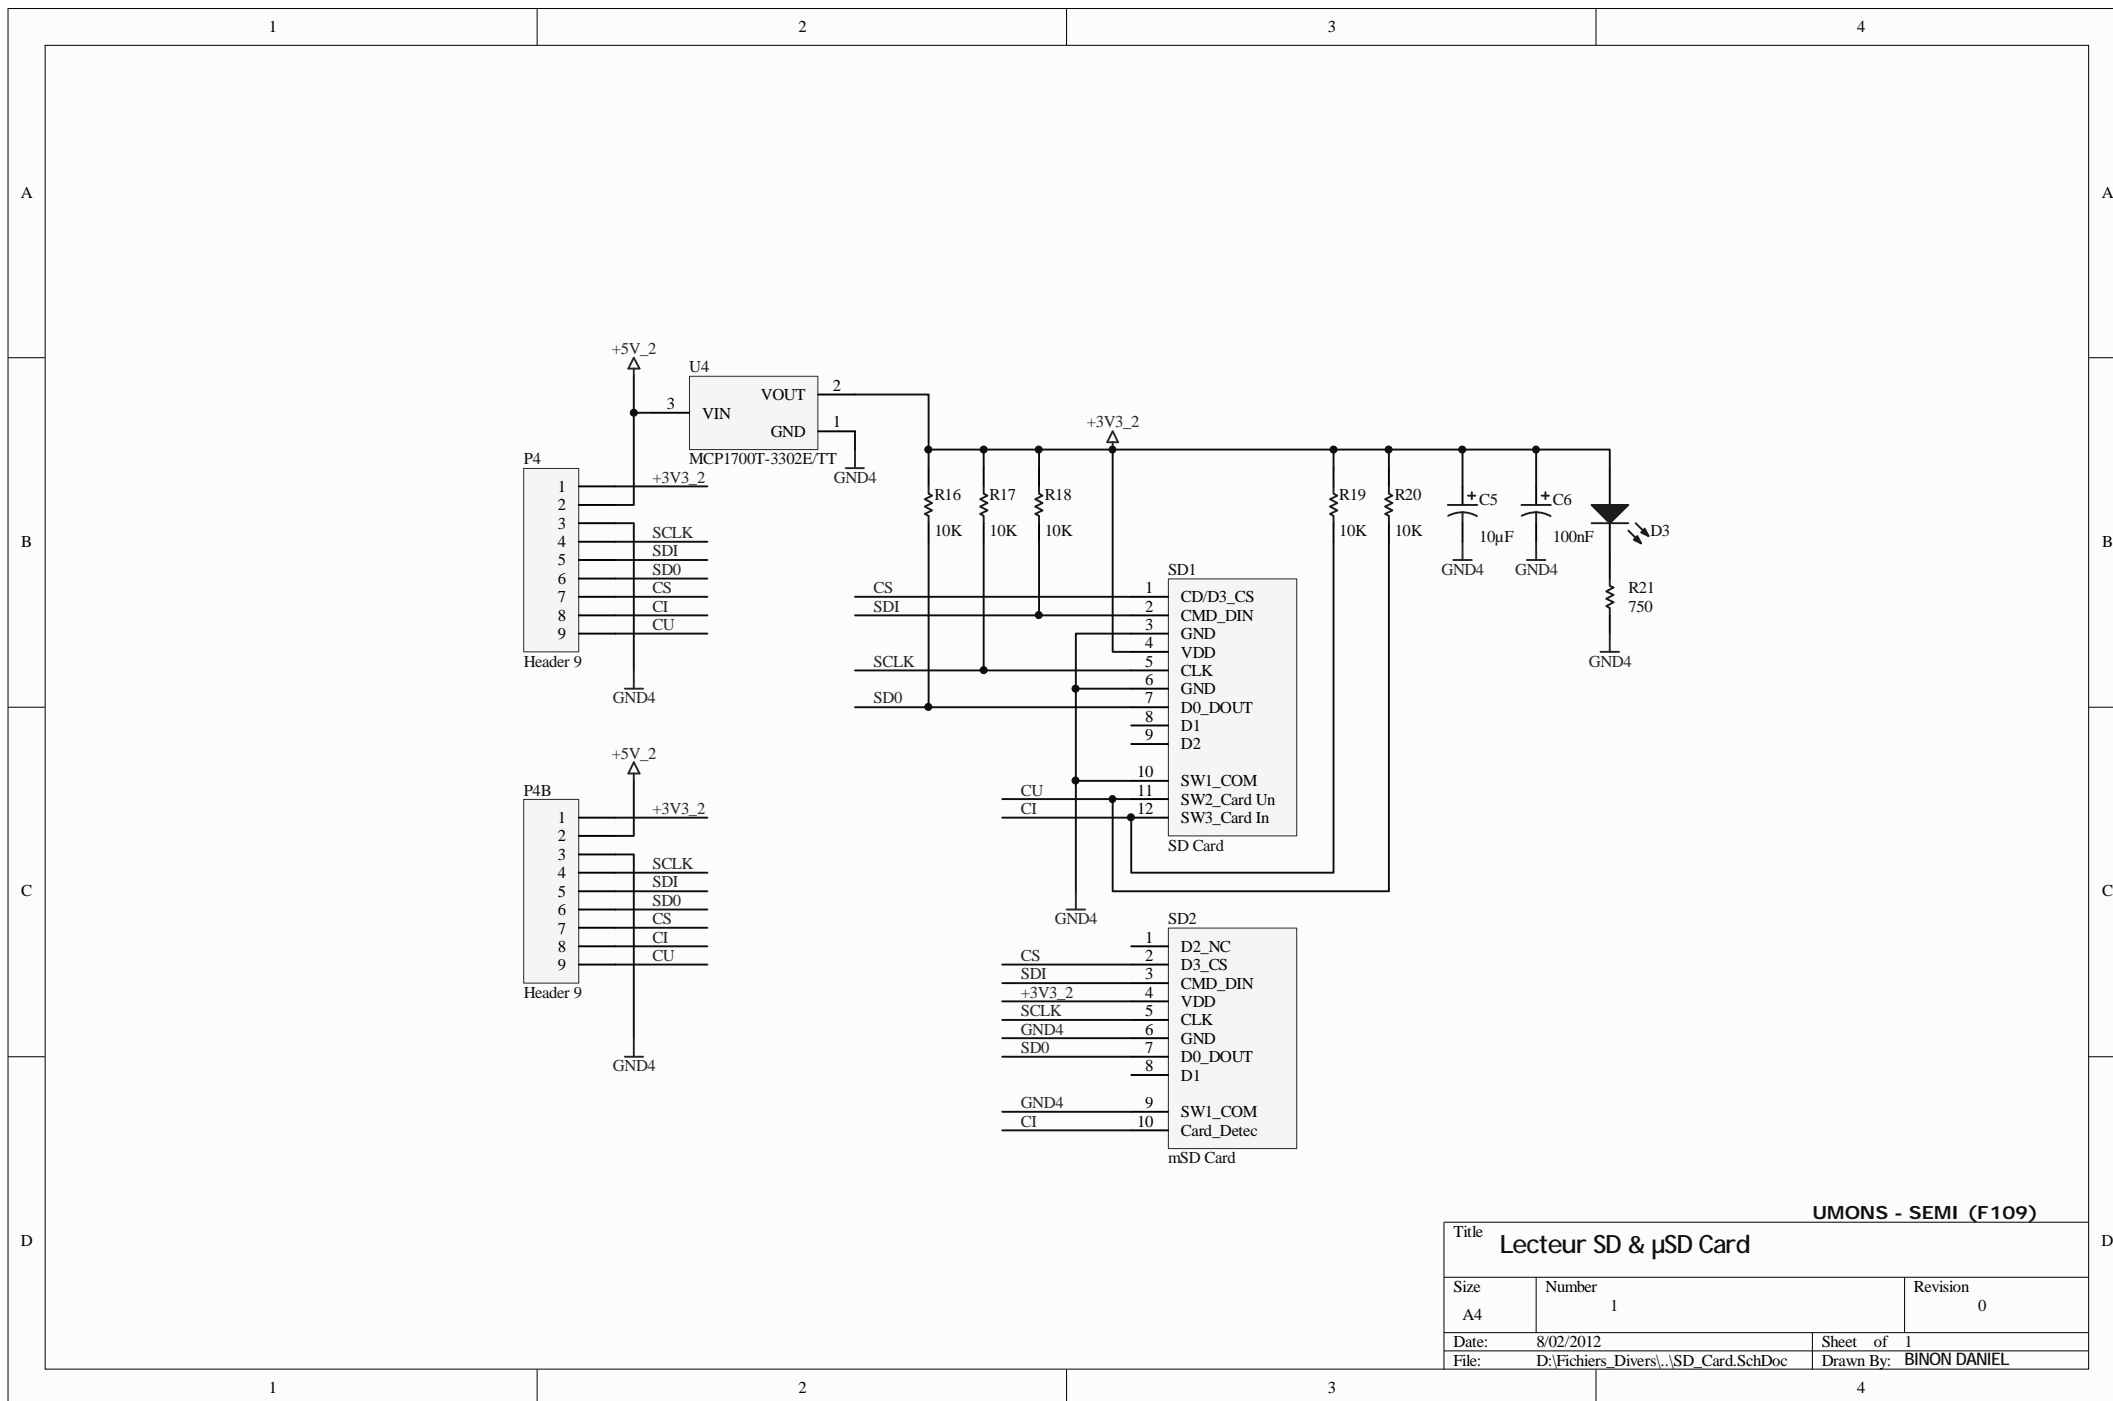 1 2 3 4
A A
+5V_2
U4
VOUT 2
3 VIN
GND 1
MCP1700T-3302E/TT
GND4
+3V3_2
P4
1 +3V3_2
2
3
4 SCLK
5 SDI
6 SD0
7 CS
8 CI
9 CU
Header 9
GND4
B B
R16 R17 R18 R19 R20
10K 10K 10K 10K 10K
+ C5 + C6
10µF 100nF
GND4 GND4
D3
R21
750
GND4
SD1
CS 1 CD/D3_CS
SDI 2 CMD_DIN
3 GND
4 VDD
SCLK 5 CLK
6 GND
SD0 7 D0_DOUT
8 D1
9 D2
10 SW1_COM
CU 11 SW2_Card Un
CI 12 SW3_Card In
SD Card
GND4
+5V_2
P4B
1 +3V3_2
2
3
4 SCLK
5 SDI
6 SD0
7 CS
8 CI
9 CU
Header 9
GND4
C C
SD2
1 D2_NC
CS 2 D3_CS
SDI 3 CMD_DIN
+3V3_2 4 VDD
SCLK 5 CLK
GND4 6 GND
SD0 7 D0_DOUT
8 D1
GND4 9 SW1_COM
CI 10 Card_Detec
mSD Card
D D
UMONS - SEMI (F109)
Title Lecteur SD & µSD Card
Size Number Revision
A4 1 0
Date: 8/02/2012 Sheet of 1
File: D:\Fichiers_Divers\..\SD_Card.SchDoc Drawn By: BINON DANIEL
1 2 3 4